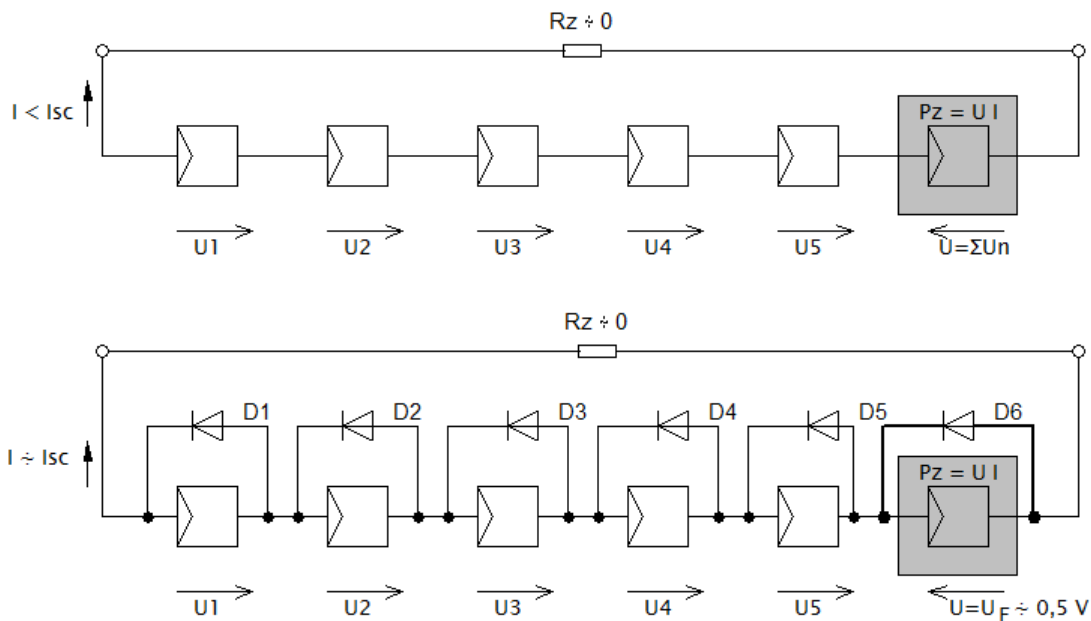 Rz ÷ 0
I < Isc
Pz = U I
U1 U2 U3 U4 U5 U=ΣUn
Rz ÷ 0
D1 D2 D3 D4 D5 D6
I ÷ Isc
Pz = U I
U1 U2 U3 U4 U5 U=U_F ÷ 0,5 V